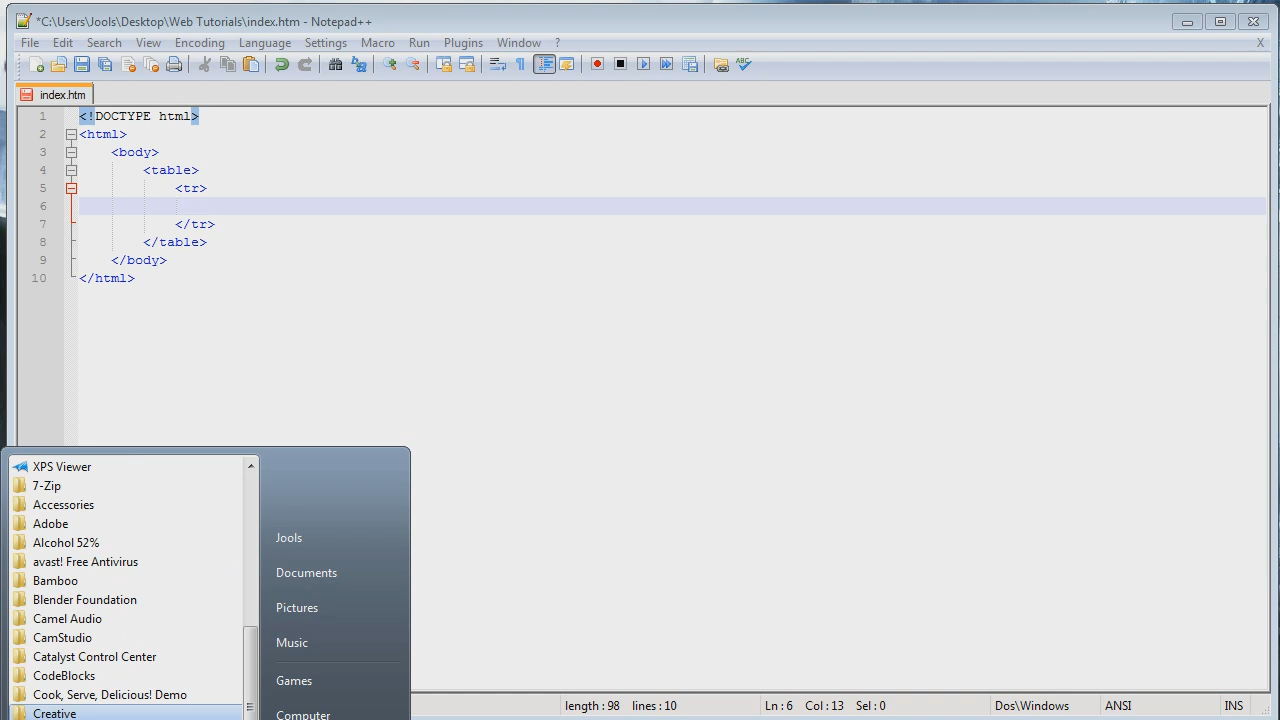 *C:\Users\Jools\Desktop\Web Tutorials\index.htm - Notepad++
File Edit Search View Encoding Language Settings Macro Run Plugins Window ? X
index.htm
1 <!DOCTYPE html>
2 <html>
3 <body>
4 <table>
5 <tr>
6
7 </tr>
8 </table>
9 </body>
10 </html>
XPS Viewer
7-Zip
Accessories
Adobe
Alcohol 52%
avast! Free Antivirus
Bamboo
Blender Foundation
Camel Audio
CamStudio
Catalyst Control Center
CodeBlocks
Cook, Serve, Delicious! Demo
Creative
Jools
Documents
Pictures
Music
Games
Computer
length : 98 lines : 10 Ln : 6 Col : 13 Sel : 0 Dos\Windows ANSI INS